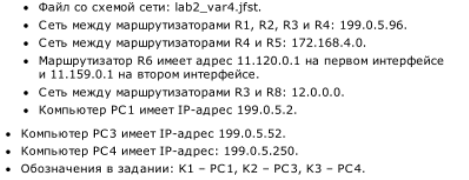 • Файл со схемой сети: lab2_var4.jfst.
• Сеть между маршрутизаторами R1, R2, R3 и R4: 199.0.5.96.
• Сеть между маршрутизаторами R4 и R5: 172.168.4.0.
• Маршрутизатор R6 имеет адрес 11.120.0.1 на первом интерфейсе
и 11.159.0.1 на втором интерфейсе.
• Сеть между маршрутизаторами R3 и R8: 12.0.0.0.
• Компьютер PC1 имеет IP-адрес 199.0.5.2.
• Компьютер PC3 имеет IP-адрес 199.0.5.52.
• Компьютер PC4 имеет IP-адрес: 199.0.5.250.
• Обозначения в задании: K1 – PC1, K2 – PC3, K3 – PC4.